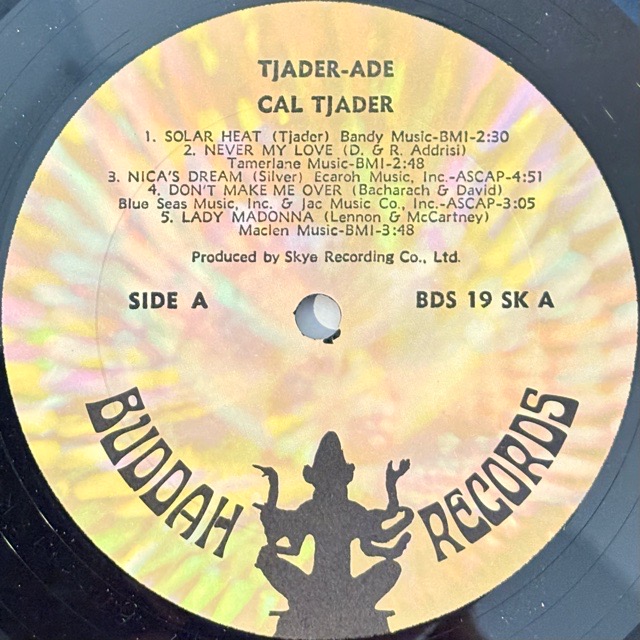 TJADER-ADE
CAL TJADER
1. SOLAR HEAT (Tjader) Bandy Music-BMI-2:30
2. NEVER MY LOVE (D. & R. Addrisi)
Tamerlane Music-BMI-2:48
3. NICA'S DREAM (Silver) Ecaroh Music, Inc.-ASCAP-4:51
4. DON'T MAKE ME OVER (Bacharach & David)
Blue Seas Music, Inc. & Jac Music Co., Inc.-ASCAP-3:05
5. LADY MADONNA (Lennon & McCartney)
Maclen Music-BMI-3:48
Produced by Skye Recording Co., Ltd.
SIDE A
BDS 19 SK A
BUDDAH RECORDS